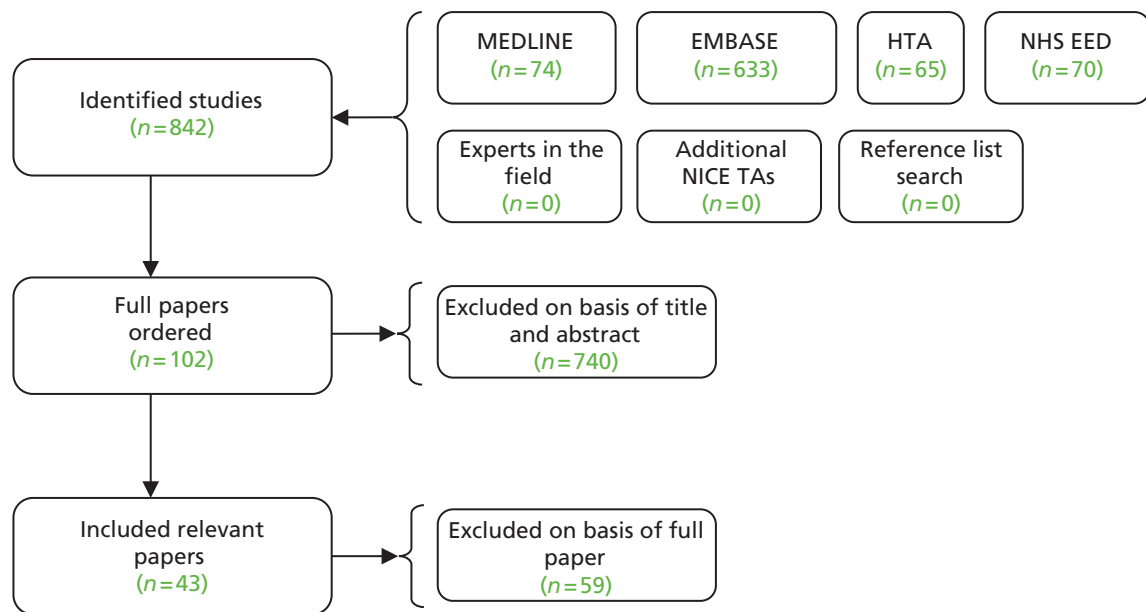 Identified studies
(n=842)
MEDLINE
(n=74)
EMBASE
(n=633)
HTA
(n=65)
NHS EED
(n=70)
Experts in the
field
(n=0)
Additional
NICE TAs
(n=0)
Reference list
search
(n=0)
Full papers
ordered
(n=102)
Excluded on basis of title
and abstract
(n=740)
Included relevant
papers
(n=43)
Excluded on basis of full
paper
(n=59)